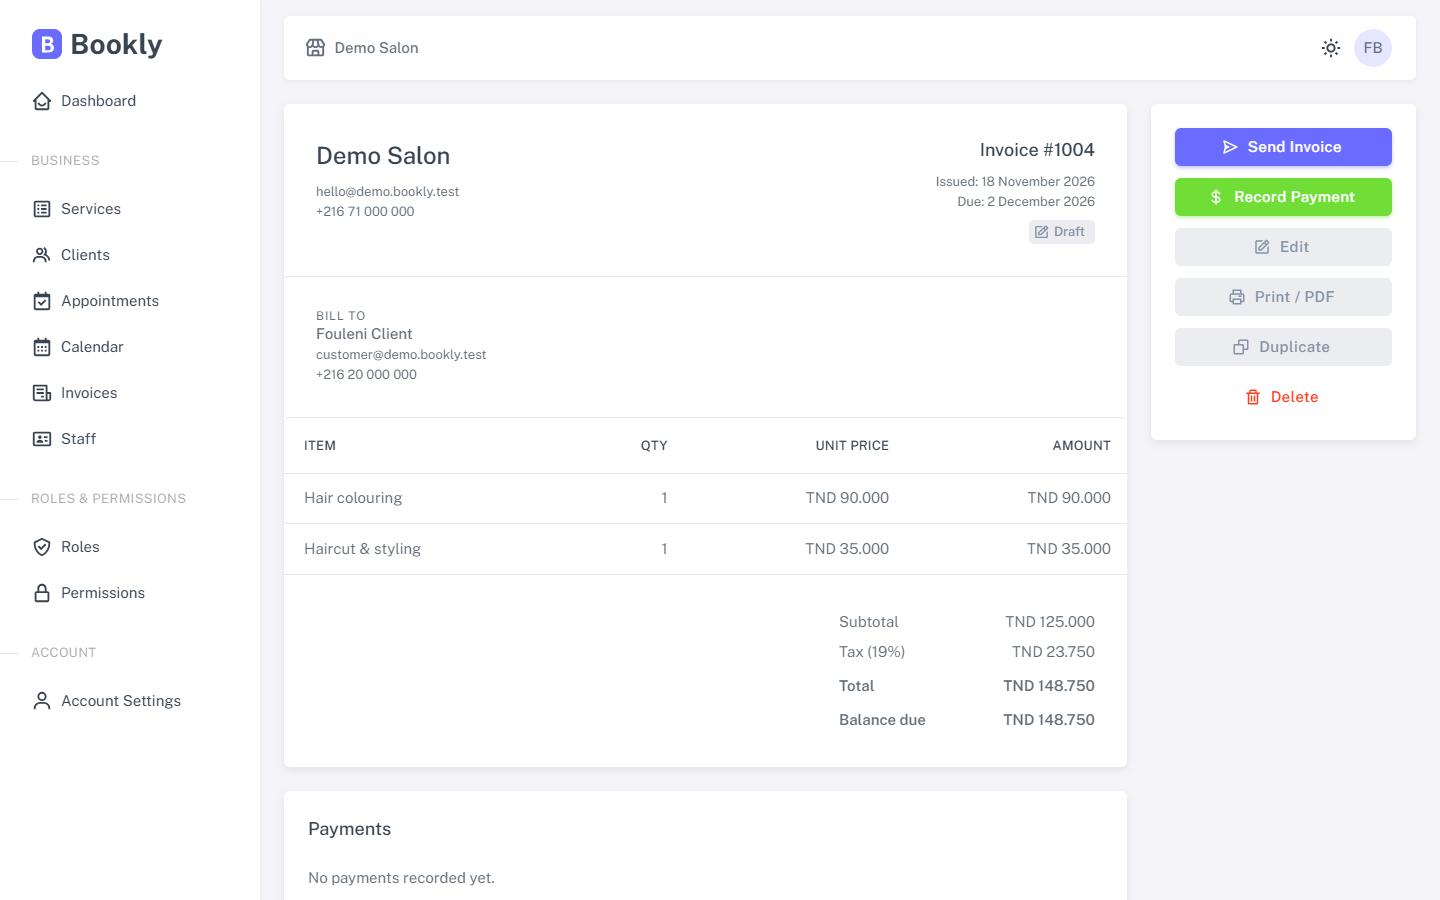 B Bookly
Dashboard
BUSINESS
Services
Clients
Appointments
Calendar
Invoices
Staff
ROLES & PERMISSIONS
Roles
Permissions
ACCOUNT
Account Settings
Demo Salon
FB
Demo Salon
hello@demo.bookly.test
+216 71 000 000
Invoice #1004
Issued: 18 November 2026
Due: 2 December 2026
Draft
BILL TO
Fouleni Client
customer@demo.bookly.test
+216 20 000 000
ITEM QTY UNIT PRICE AMOUNT
Hair colouring 1 TND 90.000 TND 90.000
Haircut & styling 1 TND 35.000 TND 35.000
Subtotal TND 125.000
Tax (19%) TND 23.750
Total TND 148.750
Balance due TND 148.750
Payments
No payments recorded yet.
Send Invoice
$ Record Payment
Edit
Print / PDF
Duplicate
Delete